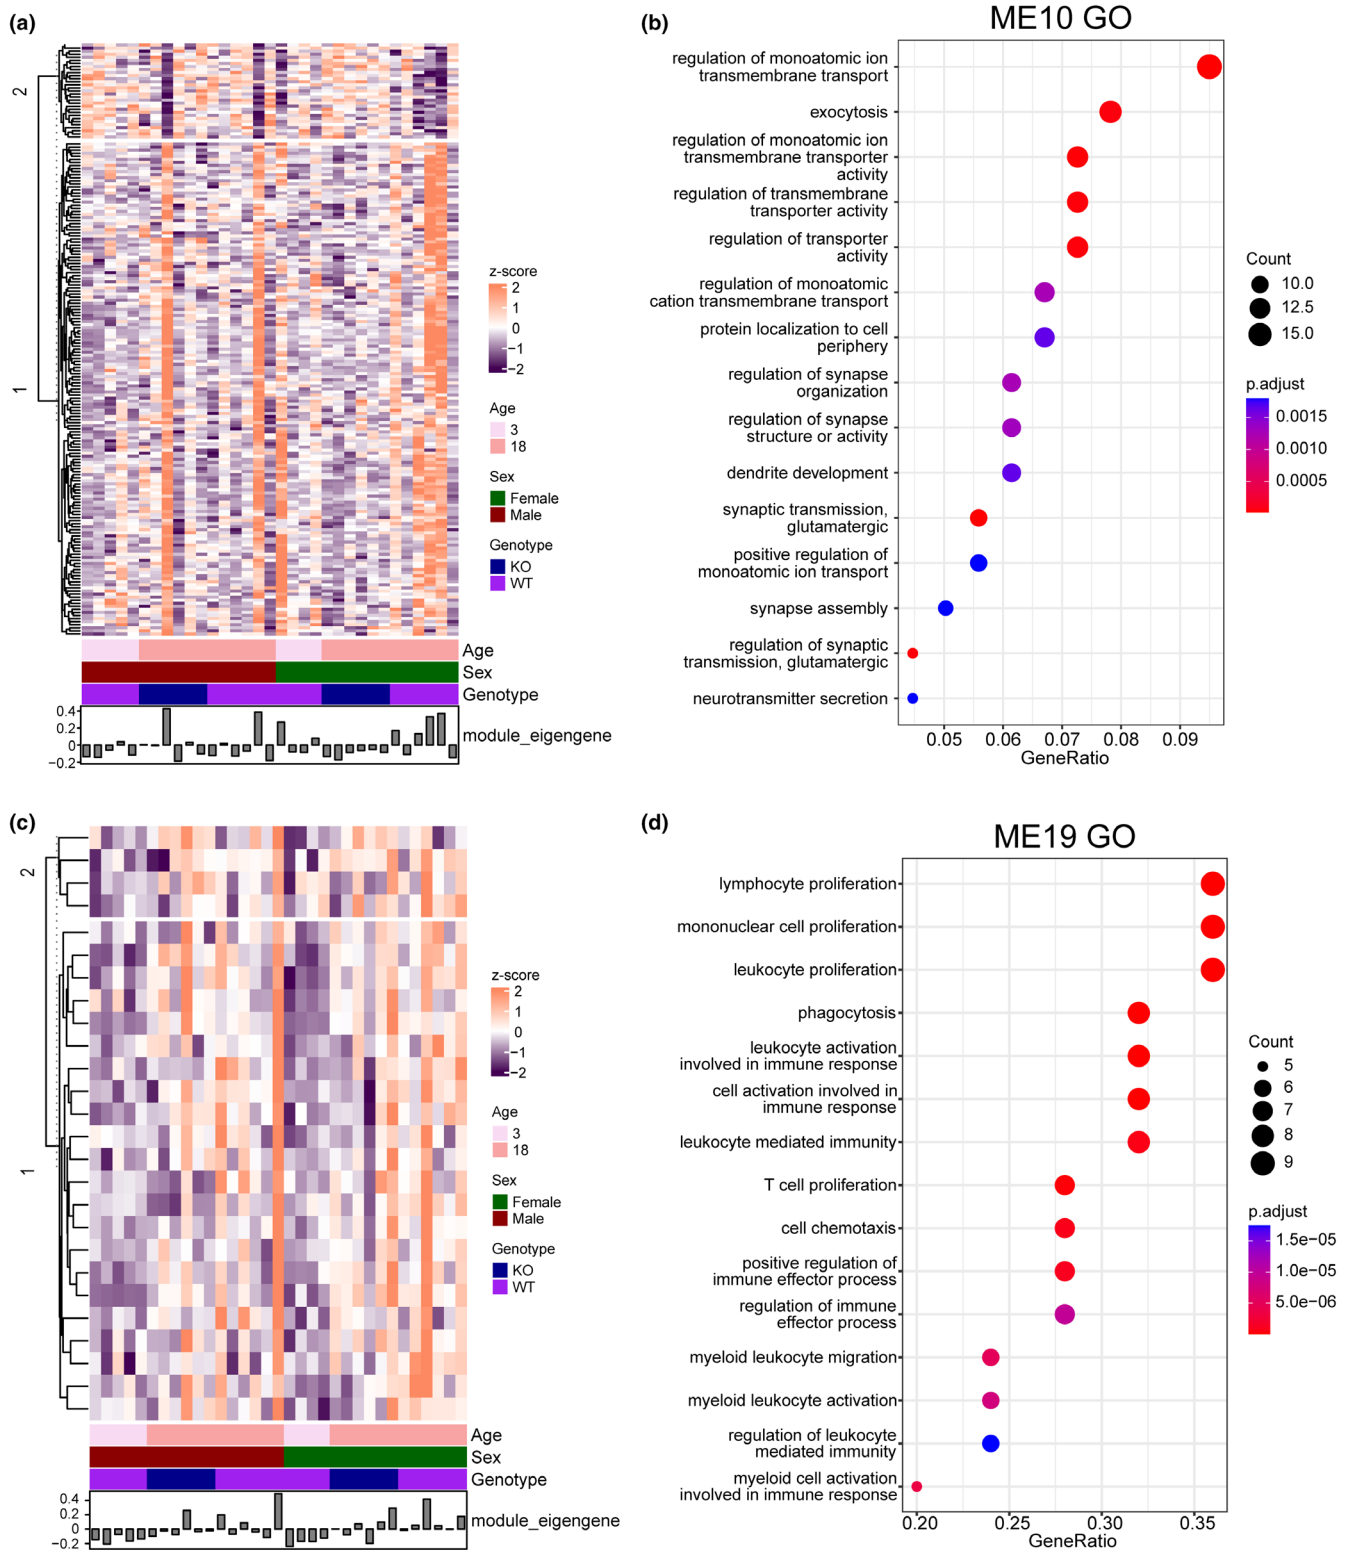 (a)
2
1
z-score
2
1
0
−1
−2
Age
3
18
Sex
Female
Male
Genotype
KO
WT
Age
Sex
Genotype
0.4
0.2
0
−0.2
module_eigengene
(b)
ME10 GO
regulation of monoatomic ion
transmembrane transport
exocytosis
regulation of monoatomic ion
transmembrane transporter
activity
regulation of transmembrane
transporter activity
regulation of transporter
activity
regulation of monoatomic
cation transmembrane transport
protein localization to cell
periphery
regulation of synapse
organization
regulation of synapse
structure or activity
dendrite development
synaptic transmission,
glutamatergic
positive regulation of
monoatomic ion transport
synapse assembly
regulation of synaptic
transmission, glutamatergic
neurotransmitter secretion
0.05 0.06 0.07 0.08 0.09
GeneRatio
Count
10.0
12.5
15.0
p.adjust
0.0015
0.0010
0.0005
(c)
2
1
z-score
2
1
0
−1
−2
Age
3
18
Sex
Female
Male
Genotype
KO
WT
Age
Sex
Genotype
0.4
0.2
0
−0.2
module_eigengene
(d)
ME19 GO
lymphocyte proliferation
mononuclear cell proliferation
leukocyte proliferation
phagocytosis
leukocyte activation
involved in immune response
cell activation involved in
immune response
leukocyte mediated immunity
T cell proliferation
cell chemotaxis
positive regulation of
immune effector process
regulation of immune
effector process
myeloid leukocyte migration
myeloid leukocyte activation
regulation of leukocyte
mediated immunity
myeloid cell activation
involved in immune response
0.20 0.25 0.30 0.35
GeneRatio
Count
5
6
7
8
9
p.adjust
1.5e−05
1.0e−05
5.0e−06